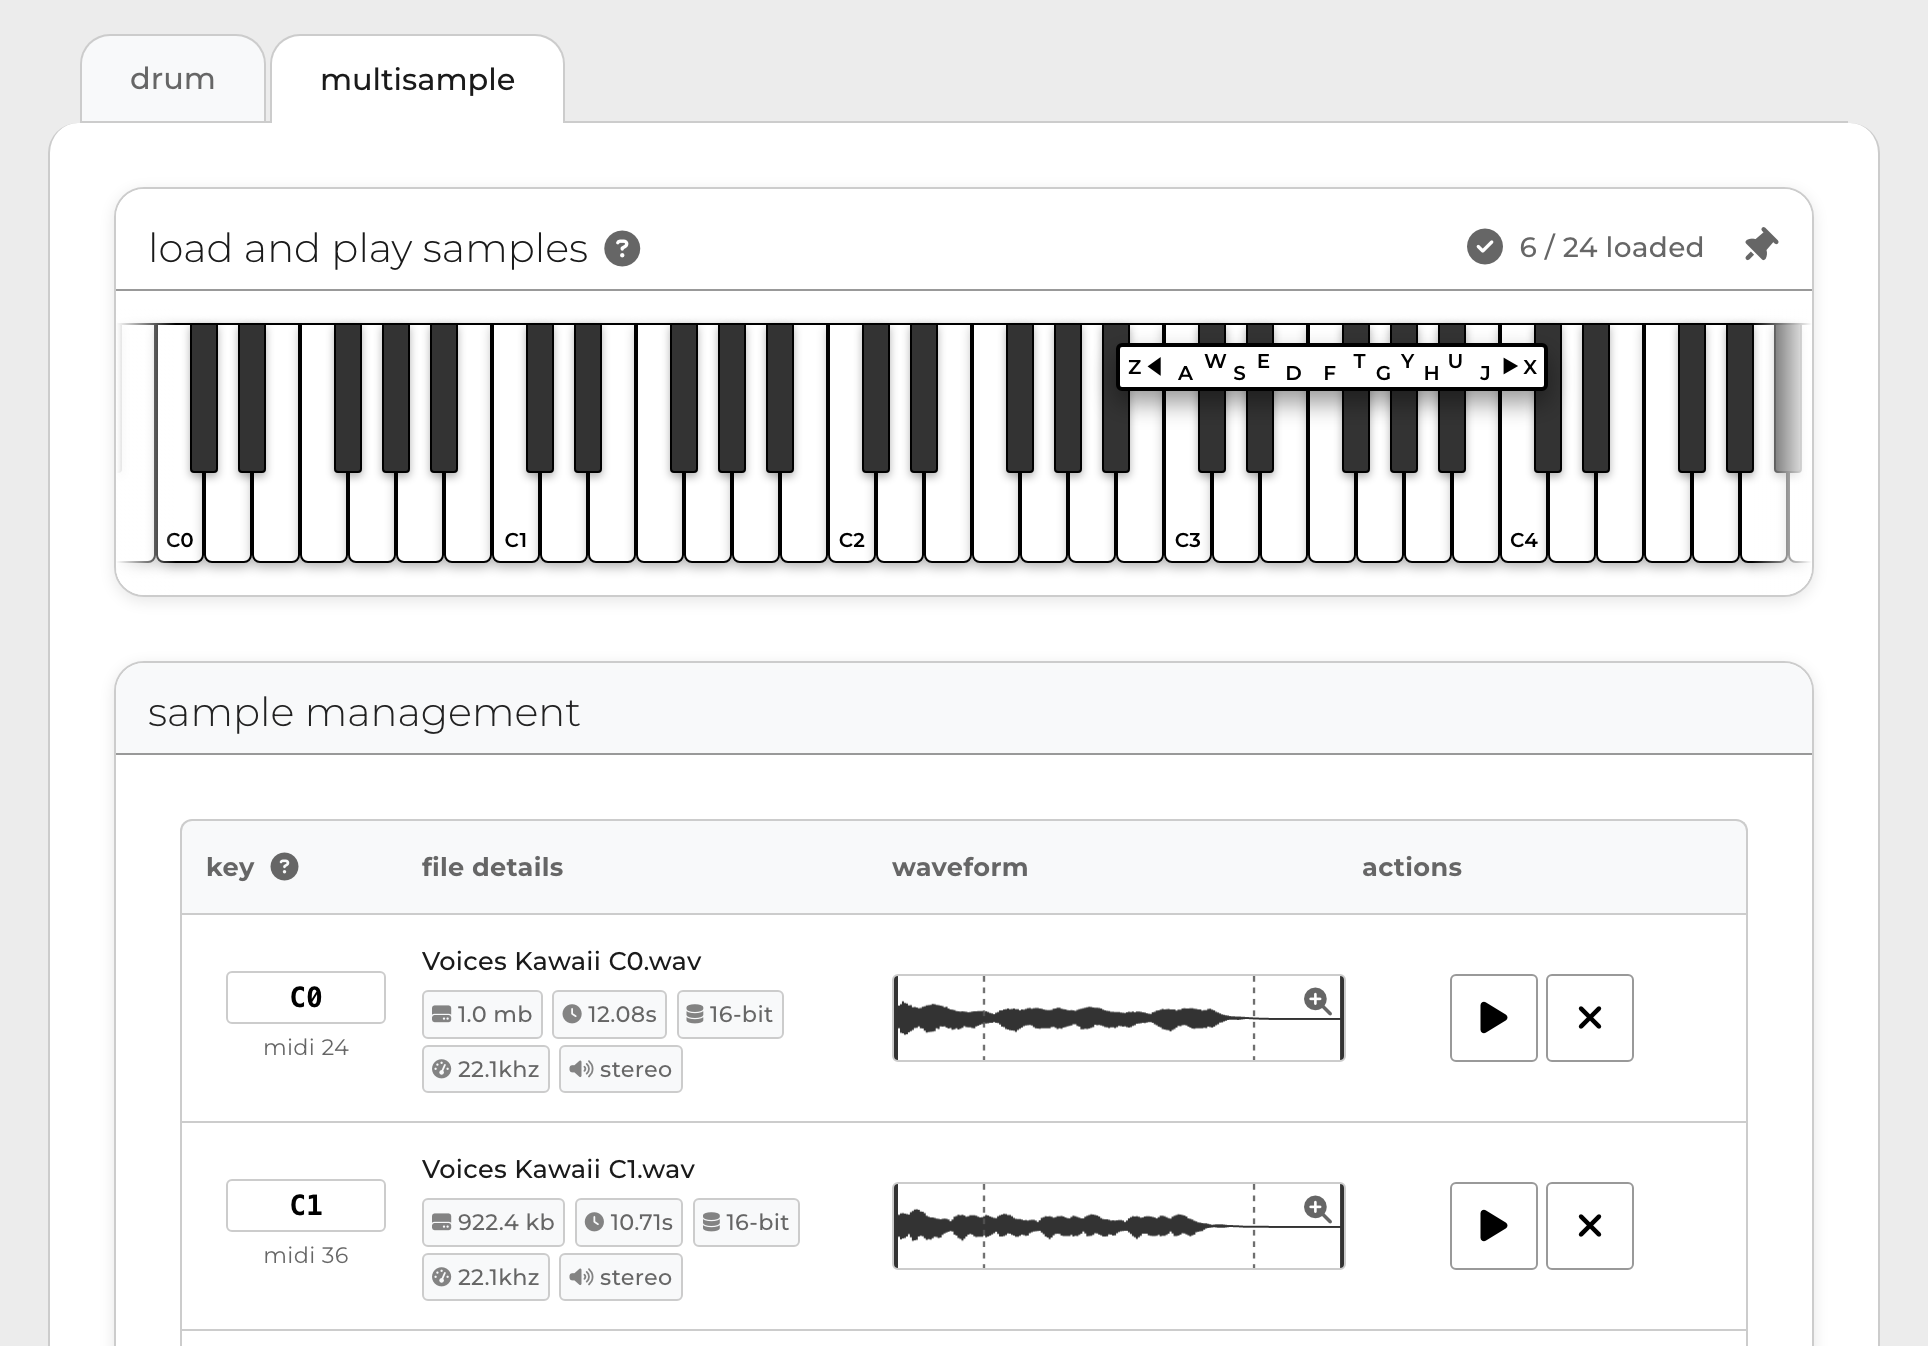 drum
multisample
load and play samples ?
6 / 24 loaded
Z A W S E D F T G Y H U J X
C0 C1 C2 C3 C4
sample management
key ? file details waveform actions
Voices Kawaii C0.wav
C0
1.0 mb 12.08s 16-bit
midi 24
22.1khz stereo
Voices Kawaii C1.wav
C1
922.4 kb 10.71s 16-bit
midi 36
22.1khz stereo